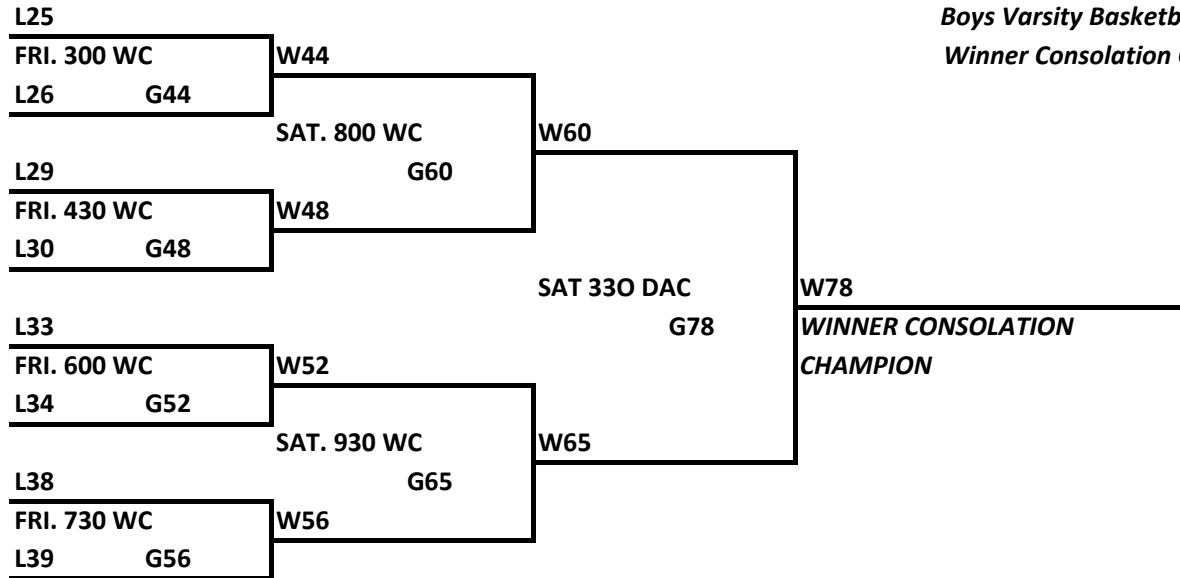 L25
Boys Varsity Basketb
FRI. 300 WC W44
Winner Consolation
L26 G44
SAT. 800 WC W60
L29 G60
FRI. 430 WC W48
L30 G48
SAT 33O DAC W78
L33 G78 WINNER CONSOLATION
FRI. 600 WC W52 CHAMPION
L34 G52
SAT. 930 WC W65
L38 G65
FRI. 730 WC W56
L39 G56